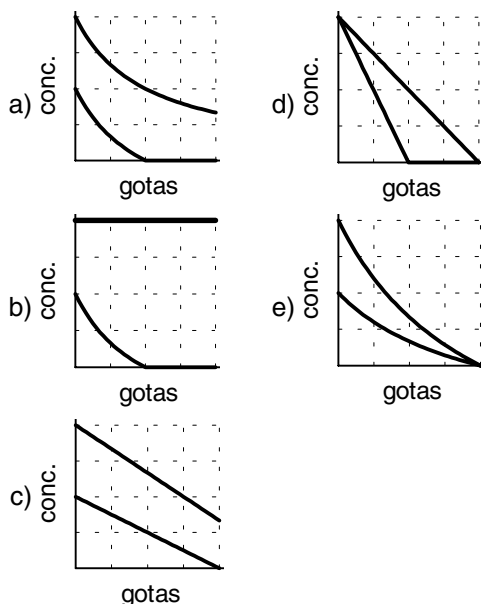 a) conc.
gotas
b) conc.
gotas
c) conc.
gotas
d) conc.
gotas
e) conc.
gotas